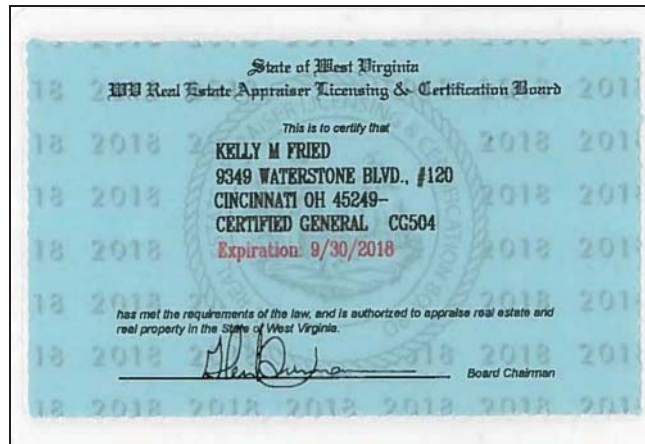 State of West Virginia
WV Real Estate Appraiser Licensing & Certification Board
This is to certify that
KELLY M FRIED
9349 WATERSTONE BLVD., #120
CINCINNATI OH 45249-
CERTIFIED GENERAL CG504
Expiration: 9/30/2018
has met the requirements of the law, and is authorized to appraise real estate and
real property in the State of West Virginia.
Board Chairman